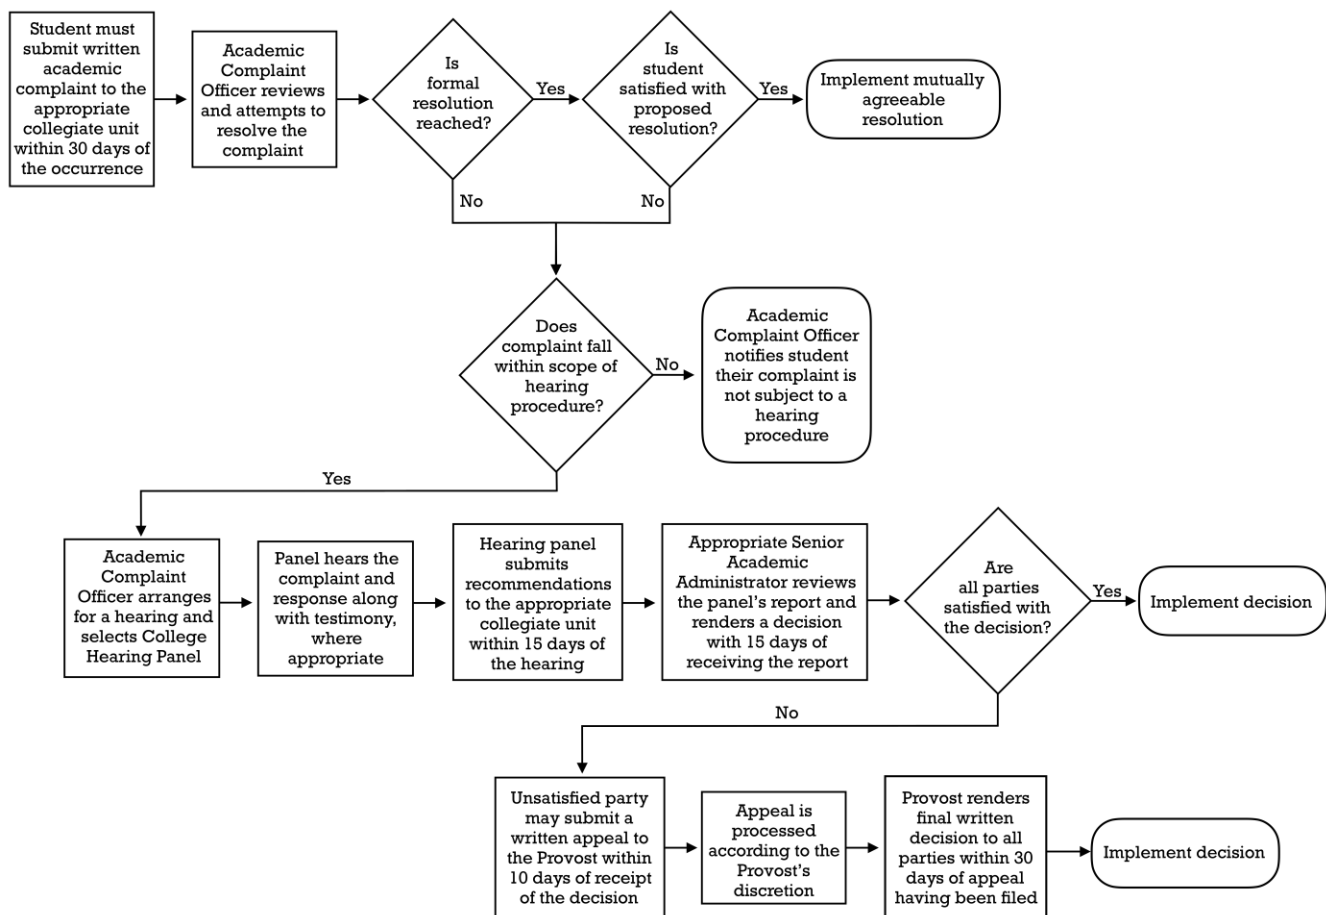 Student must
submit written
academic
complaint to the
appropriate
collegiate unit
within 30 days of
the occurrence
Academic
Complaint
Officer reviews
and attempts to
resolve the
complaint
Is
formal
resolution
reached?
Yes
Is
student
satisfied with
proposed
resolution?
Yes
Implement mutually
agreeable
resolution
No
No
Does
complaint fall
within scope of
hearing
procedure?
No
Academic
Complaint Officer
notifies student
their complaint is
not subject to a
hearing
procedure
Yes
Academic
Complaint
Officer arranges
for a hearing and
selects College
Hearing Panel
Panel hears the
complaint and
response along
with testimony,
where
appropriate
Hearing panel
submits
recommendations
to the appropriate
collegiate unit
within 15 days of
the hearing
Appropriate Senior
Academic
Administrator reviews
the panel's report and
renders a decision
with 15 days of
receiving the report
Are
all parties
satisfied with
the decision?
Yes
Implement decision
No
Unsatisfied party
may submit a
written appeal to
the Provost within
10 days of receipt
of the decision
Appeal is
processed
according to the
Provost's
discretion
Provost renders
final written
decision to all
parties within 30
days of appeal
having been filed
Implement decision